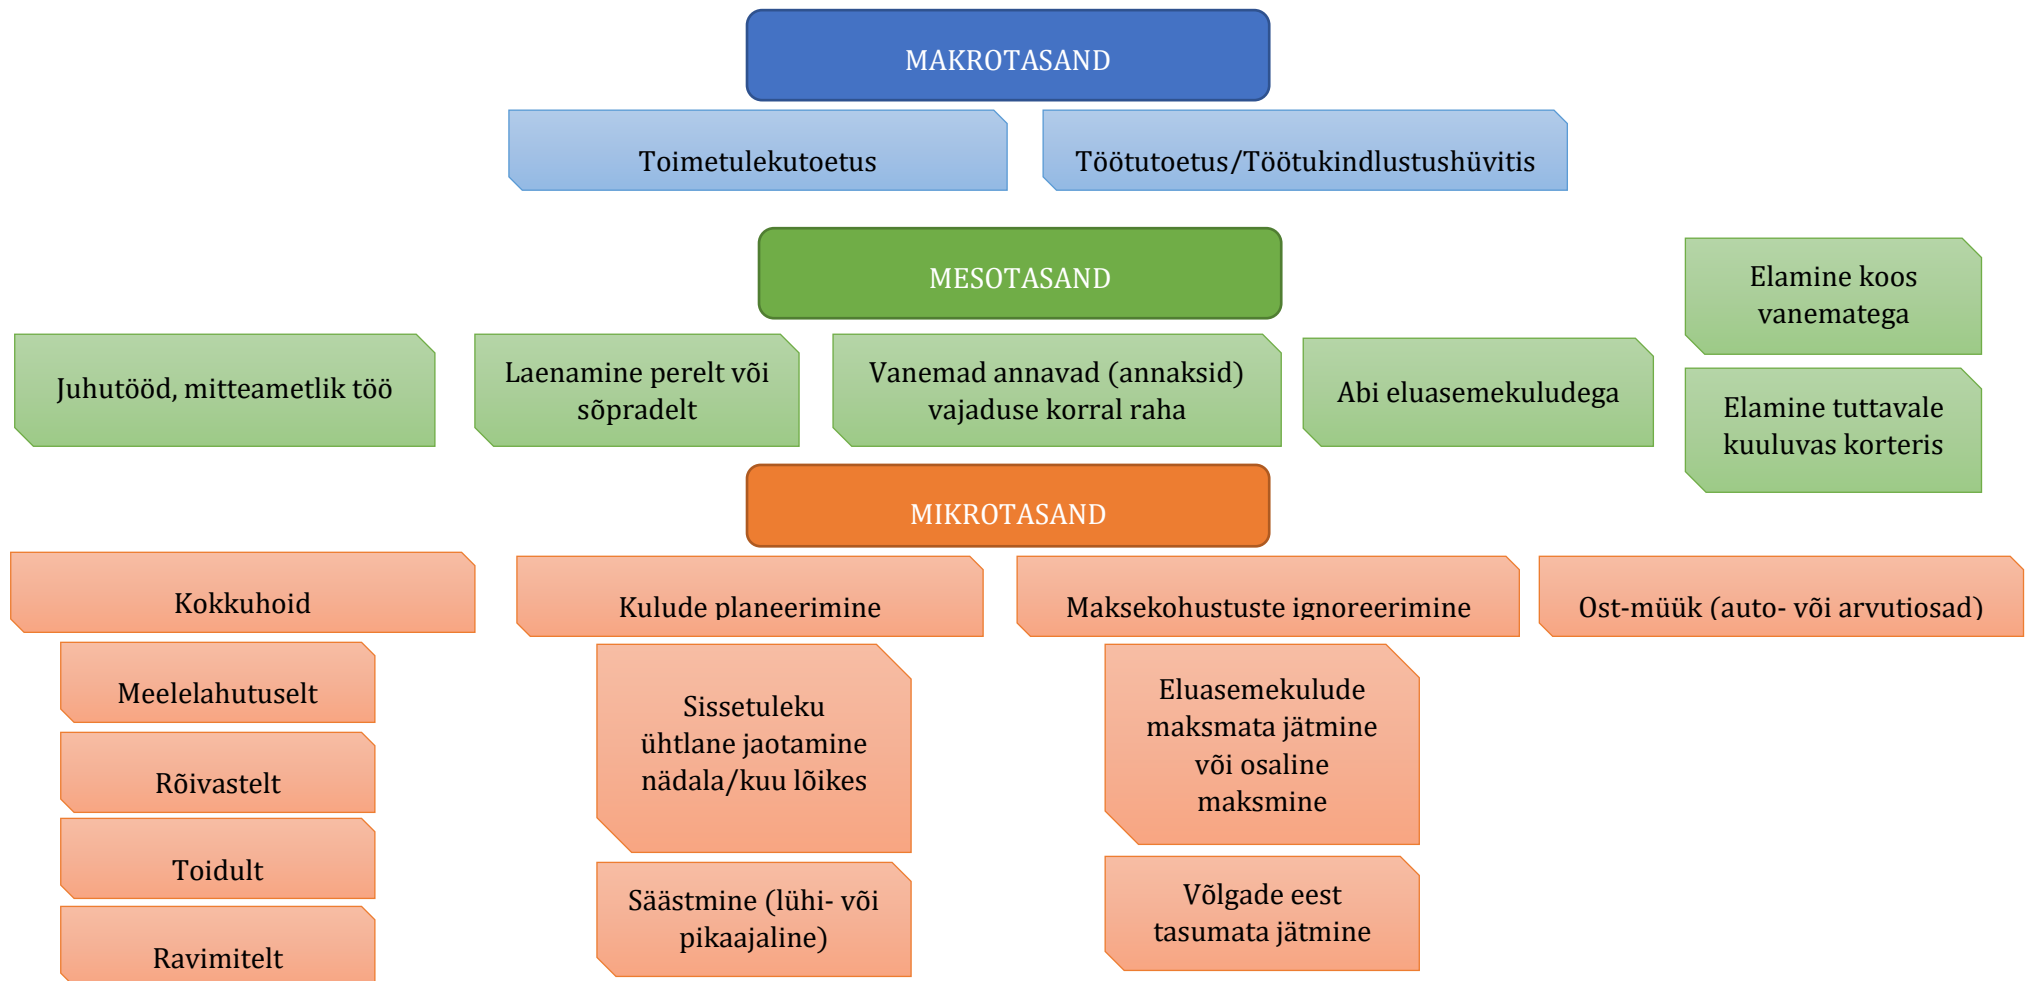 MAKROTASAND
Toimetulekutoetus
Töötutoetus/Töötukindlustushüvitis
MESOTASAND
Juhutööd, mitteametlik töö
Laenamine perelt või
sõpradelt
Vanemad annavad (annaksid)
vajaduse korral raha
Abi eluasemekuludega
Elamine koos
vanematega
Elamine tuttavale
kuuluvas korteris
MIKROTASAND
Kokkuhoid
Meelelahutuselt
Rõivastelt
Toidult
Ravimitelt
Kulude planeerimine
Sissetuleku
ühtlane jaotamine
nädala/kuu lõikes
Säästmine (lühi- või
pikaajaline)
Maksekohustuste ignoreerimine
Eluasemekulude
maksmata jätmine
või osaline
maksmine
Võlgade eest
tasumata jätmine
Ost-müük (auto- või arvutiosad)